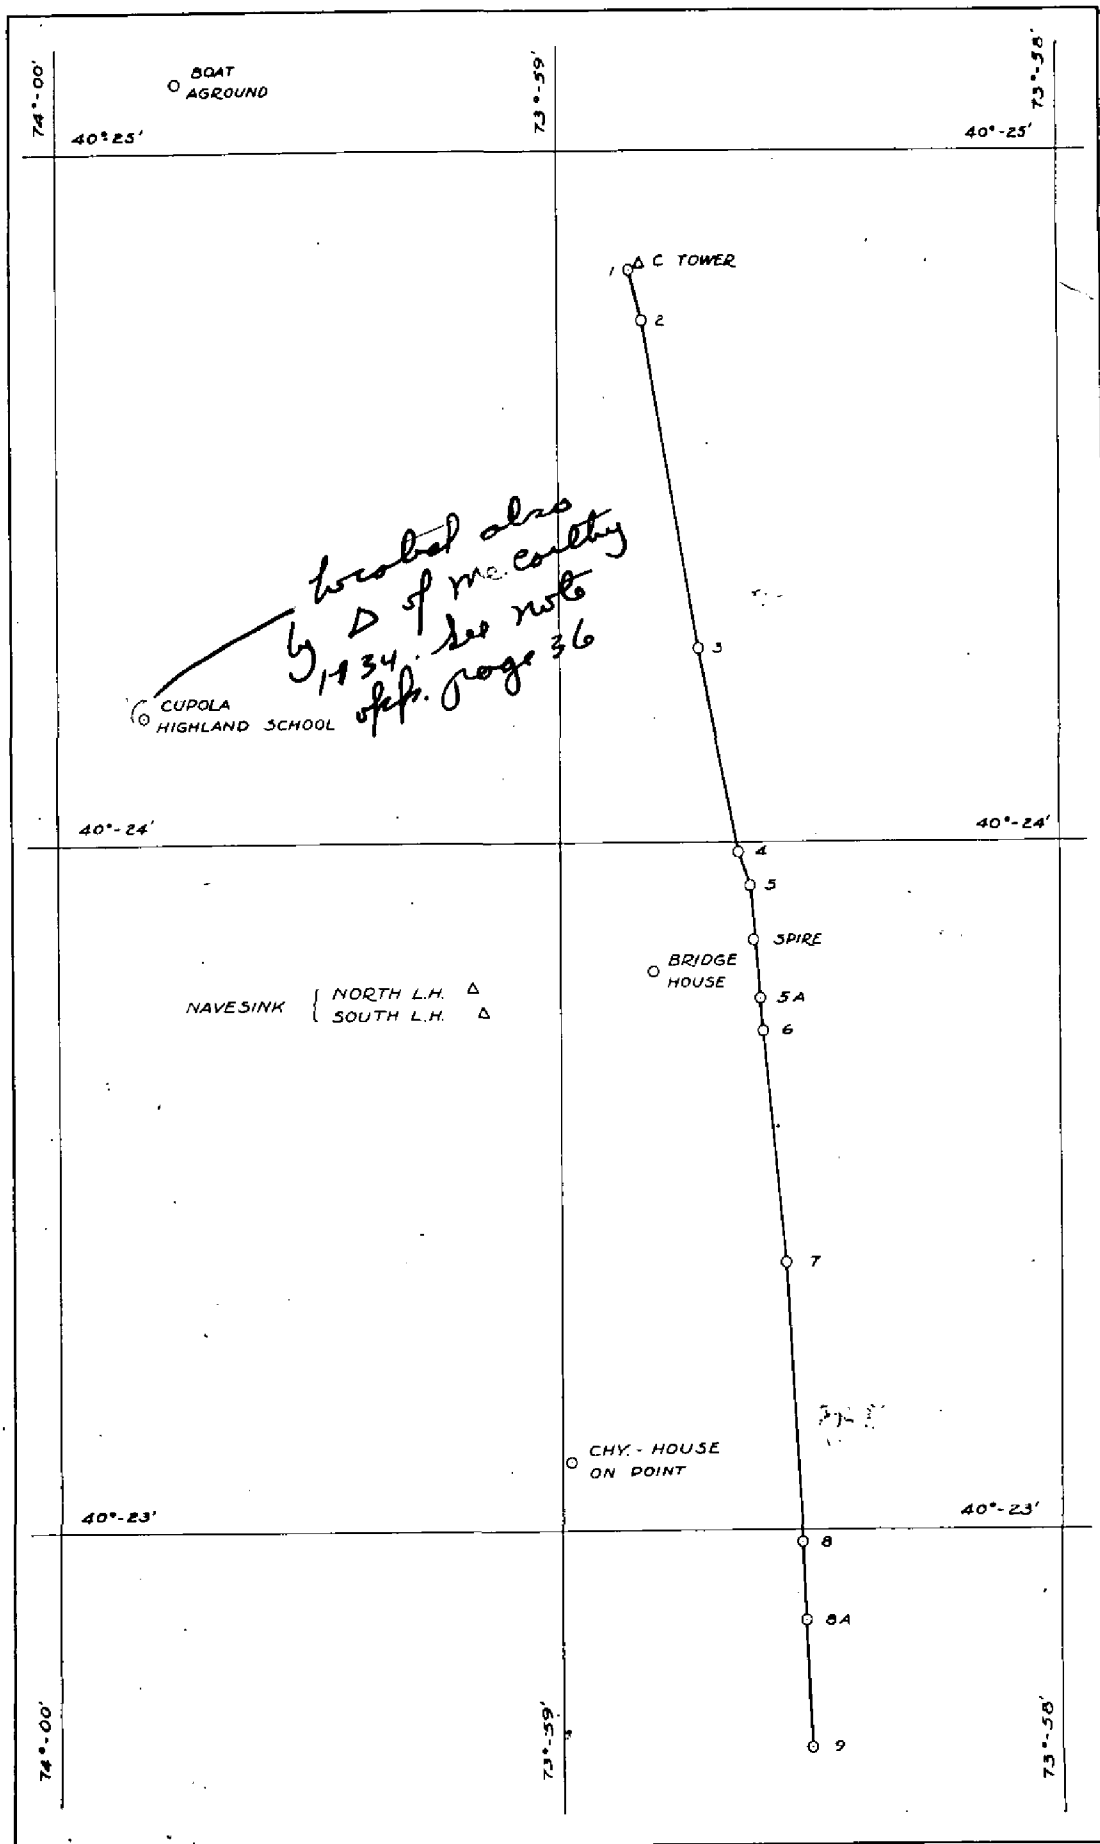 74°-00'
73°-59'
73°-58'
BOAT
AGROUND
40°25'
40°-25'
1
C TOWER
2
located also
by Δ of McCarthy
1934. See note
opp. page 36
3
CUPOLA
HIGHLAND SCHOOL
40°-24'
40°-24'
4
5
SPIRE
BRIDGE
HOUSE
5A
NAVESINK { NORTH L.H.
SOUTH L.H.
6
7
CHY. - HOUSE
ON POINT
40°-23'
40°-23'
8
8A
9
74°-00'
73°-59'
73°-58'